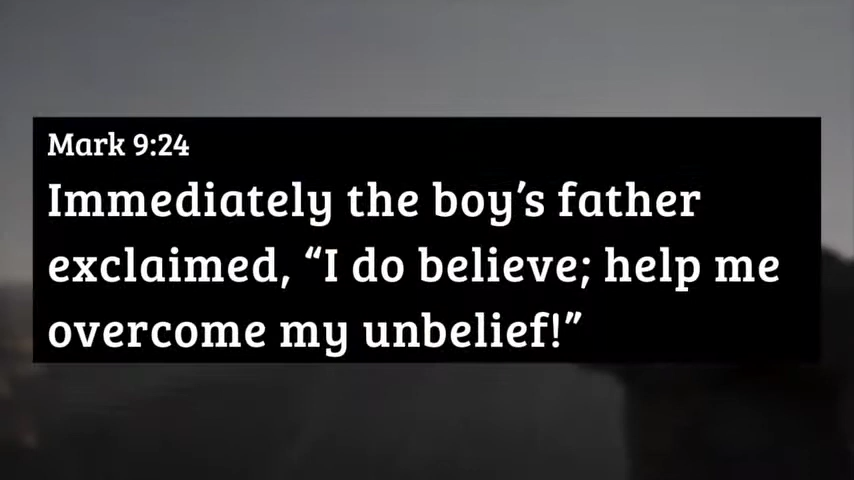 Mark 9:24
Immediately the boy’s father
exclaimed, “I do believe; help me
overcome my unbelief!”